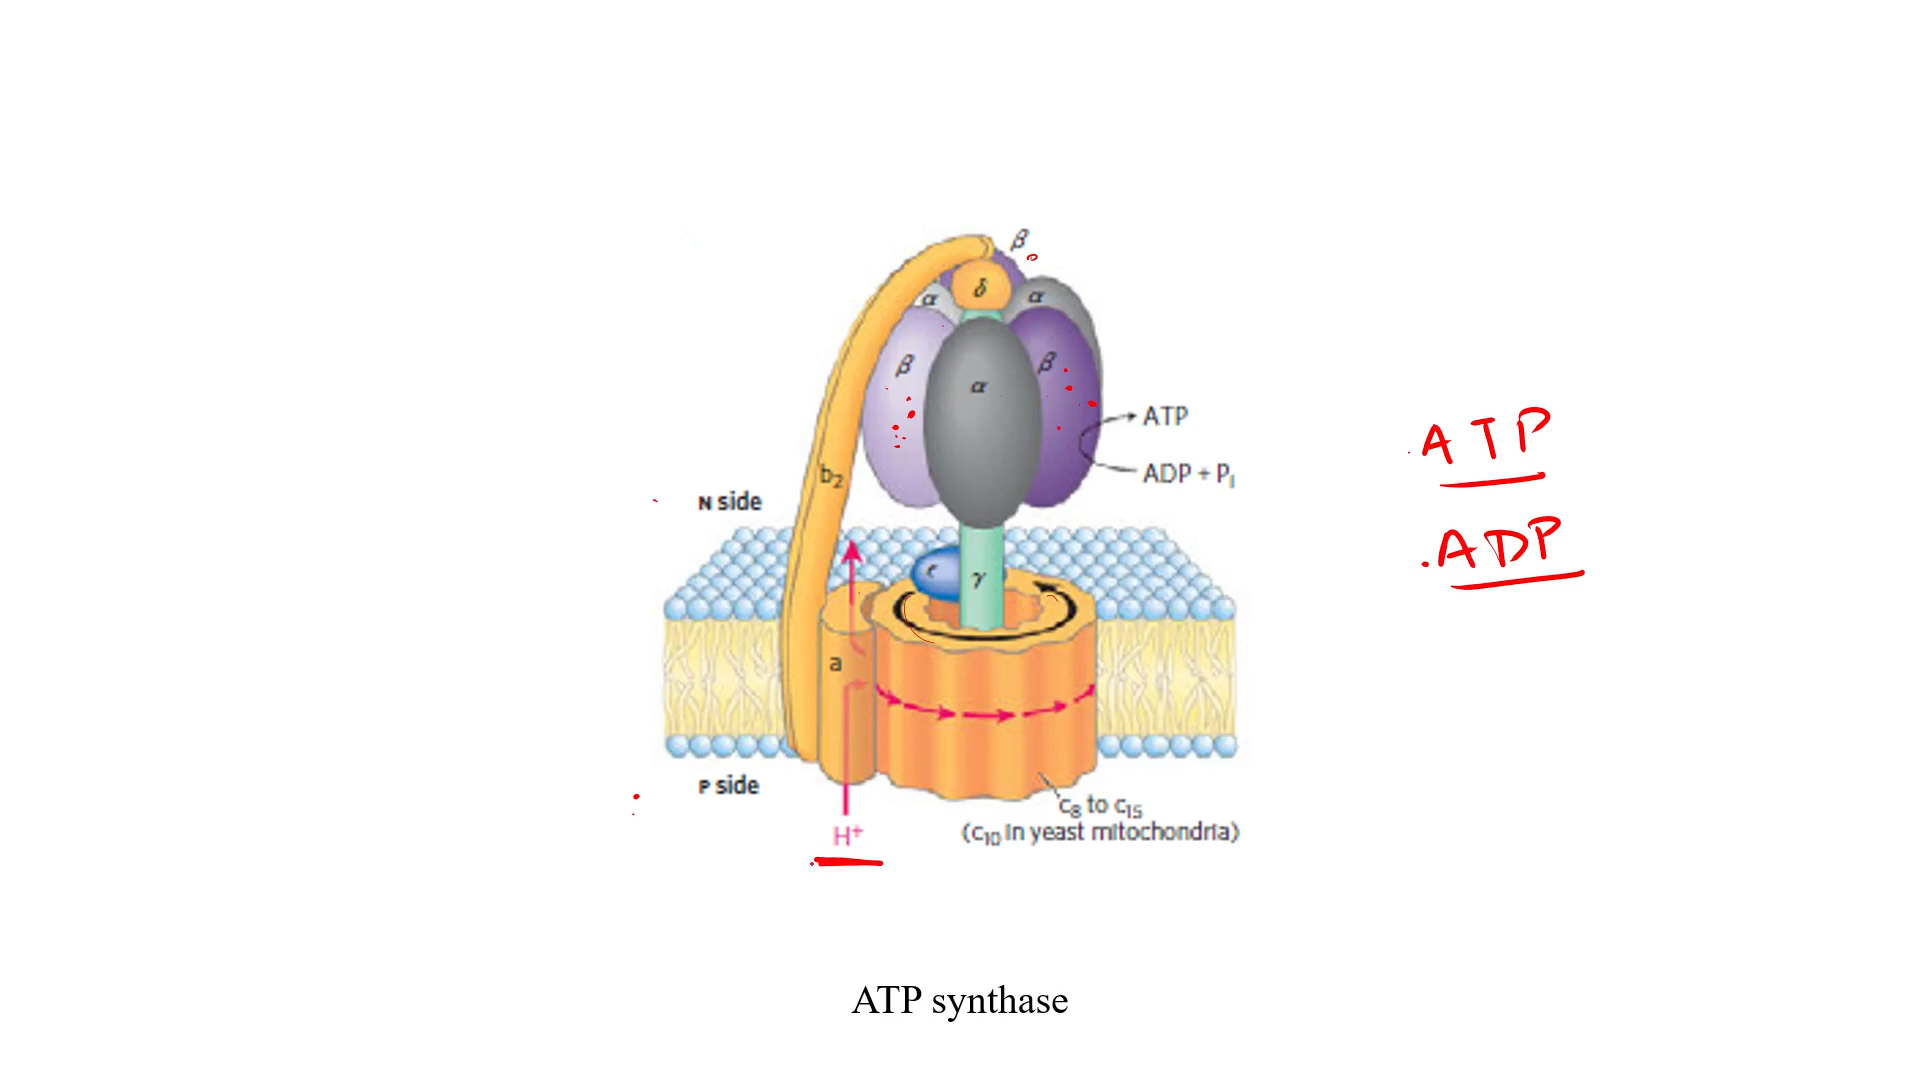 β
δ
α
α
β
β
α
ATP
ATP
b₂
ADP + Pᵢ
N side
ADP
ε
γ
a
P side
c₈ to c₁₅
H⁺
(c₁₀ in yeast mitochondria)
ATP synthase